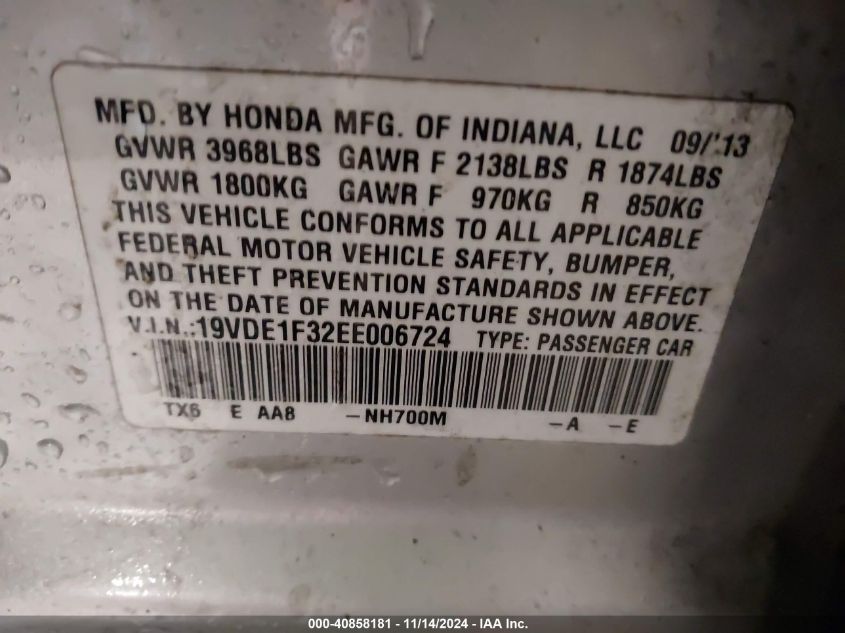 MFD. BY HONDA MFG. OF INDIANA, LLC 09/'13
GVWR 3968LBS GAWR F 2138LBS R 1874LBS
GVWR 1800KG GAWR F 970KG R 850KG
THIS VEHICLE CONFORMS TO ALL APPLICABLE
FEDERAL MOTOR VEHICLE SAFETY, BUMPER,
AND THEFT PREVENTION STANDARDS IN EFFECT
ON THE DATE OF MANUFACTURE SHOWN ABOVE.
V.I.N.:19VDE1F32EE006724 TYPE: PASSENGER CAR
TX6 E AA8 -NH700M -A -E
000-40858181 - 11/14/2024 - IAA Inc.